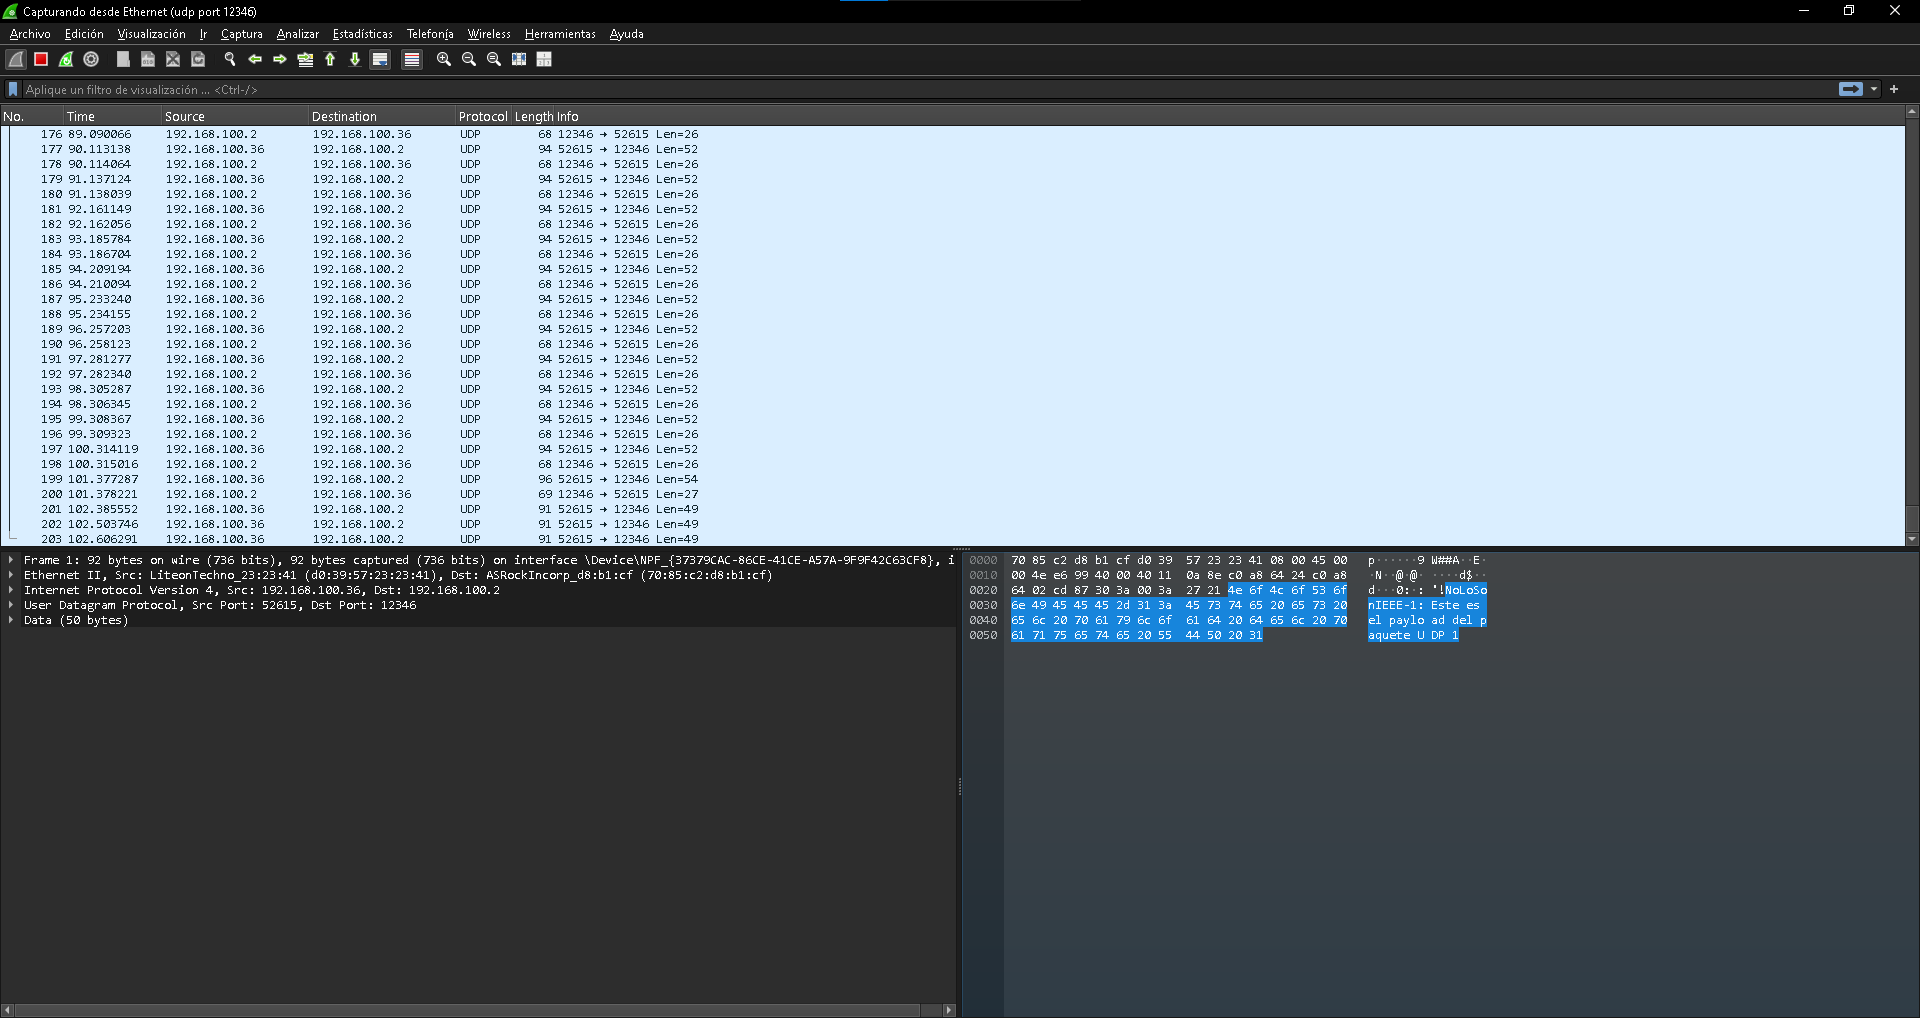 Capturando desde Ethernet (udp port 12346)
Archivo Edición Visualización Ir Captura Analizar Estadísticas Telefonía Wireless Herramientas Ayuda
Aplique un filtro de visualización ... <Ctrl-/>
No. Time Source Destination Protocol Length Info
176 89.090066 192.168.100.2 192.168.100.36 UDP 68 12346 → 52615 Len=26
177 90.113138 192.168.100.36 192.168.100.2 UDP 94 52615 → 12346 Len=52
178 90.114064 192.168.100.2 192.168.100.36 UDP 68 12346 → 52615 Len=26
179 91.137124 192.168.100.36 192.168.100.2 UDP 94 52615 → 12346 Len=52
180 91.138039 192.168.100.2 192.168.100.36 UDP 68 12346 → 52615 Len=26
181 92.161149 192.168.100.36 192.168.100.2 UDP 94 52615 → 12346 Len=52
182 92.162056 192.168.100.2 192.168.100.36 UDP 68 12346 → 52615 Len=26
183 93.185784 192.168.100.36 192.168.100.2 UDP 94 52615 → 12346 Len=52
184 93.186704 192.168.100.2 192.168.100.36 UDP 68 12346 → 52615 Len=26
185 94.209194 192.168.100.36 192.168.100.2 UDP 94 52615 → 12346 Len=52
186 94.210094 192.168.100.2 192.168.100.36 UDP 68 12346 → 52615 Len=26
187 95.233240 192.168.100.36 192.168.100.2 UDP 94 52615 → 12346 Len=52
188 95.234155 192.168.100.2 192.168.100.36 UDP 68 12346 → 52615 Len=26
189 96.257203 192.168.100.36 192.168.100.2 UDP 94 52615 → 12346 Len=52
190 96.258123 192.168.100.2 192.168.100.36 UDP 68 12346 → 52615 Len=26
191 97.281277 192.168.100.36 192.168.100.2 UDP 94 52615 → 12346 Len=52
192 97.282340 192.168.100.2 192.168.100.36 UDP 68 12346 → 52615 Len=26
193 98.305287 192.168.100.36 192.168.100.2 UDP 94 52615 → 12346 Len=52
194 98.306345 192.168.100.2 192.168.100.36 UDP 68 12346 → 52615 Len=26
195 99.308367 192.168.100.36 192.168.100.2 UDP 94 52615 → 12346 Len=52
196 99.309323 192.168.100.2 192.168.100.36 UDP 68 12346 → 52615 Len=26
197 100.314119 192.168.100.36 192.168.100.2 UDP 94 52615 → 12346 Len=52
198 100.315016 192.168.100.2 192.168.100.36 UDP 68 12346 → 52615 Len=26
199 101.377287 192.168.100.36 192.168.100.2 UDP 96 52615 → 12346 Len=54
200 101.378221 192.168.100.2 192.168.100.36 UDP 69 12346 → 52615 Len=27
201 102.385552 192.168.100.36 192.168.100.2 UDP 91 52615 → 12346 Len=49
202 102.503746 192.168.100.36 192.168.100.2 UDP 91 52615 → 12346 Len=49
203 102.606291 192.168.100.36 192.168.100.2 UDP 91 52615 → 12346 Len=49
Frame 1: 92 bytes on wire (736 bits), 92 bytes captured (736 bits) on interface \Device\NPF_{37379CAC-86CE-41CE-A57A-9F9F42C63CF8}, i
Ethernet II, Src: LiteonTechno_23:23:41 (d0:39:57:23:23:41), Dst: ASRockIncorp_d8:b1:cf (70:85:c2:d8:b1:cf)
Internet Protocol Version 4, Src: 192.168.100.36, Dst: 192.168.100.2
User Datagram Protocol, Src Port: 52615, Dst Port: 12346
Data (50 bytes)
0000 70 85 c2 d8 b1 cf d0 39 57 23 23 41 08 00 45 00 p······9 W##A··E·
0010 00 4e e6 99 40 00 40 11 0a 8e c0 a8 64 24 c0 a8 ·N··@·@· ····d$··
0020 64 02 cd 87 30 3a 00 3a 27 21 4e 6f 4c 6f 53 6f d···0:·: '!NoLoSo
0030 6e 49 45 45 45 2d 31 3a 45 73 74 65 20 65 73 20 nIEEE-1: Este es
0040 65 6c 20 70 61 79 6c 6f 61 64 20 64 65 6c 20 70 el paylo ad del p
0050 61 71 75 65 74 65 20 55 44 50 20 31 aquete U DP 1